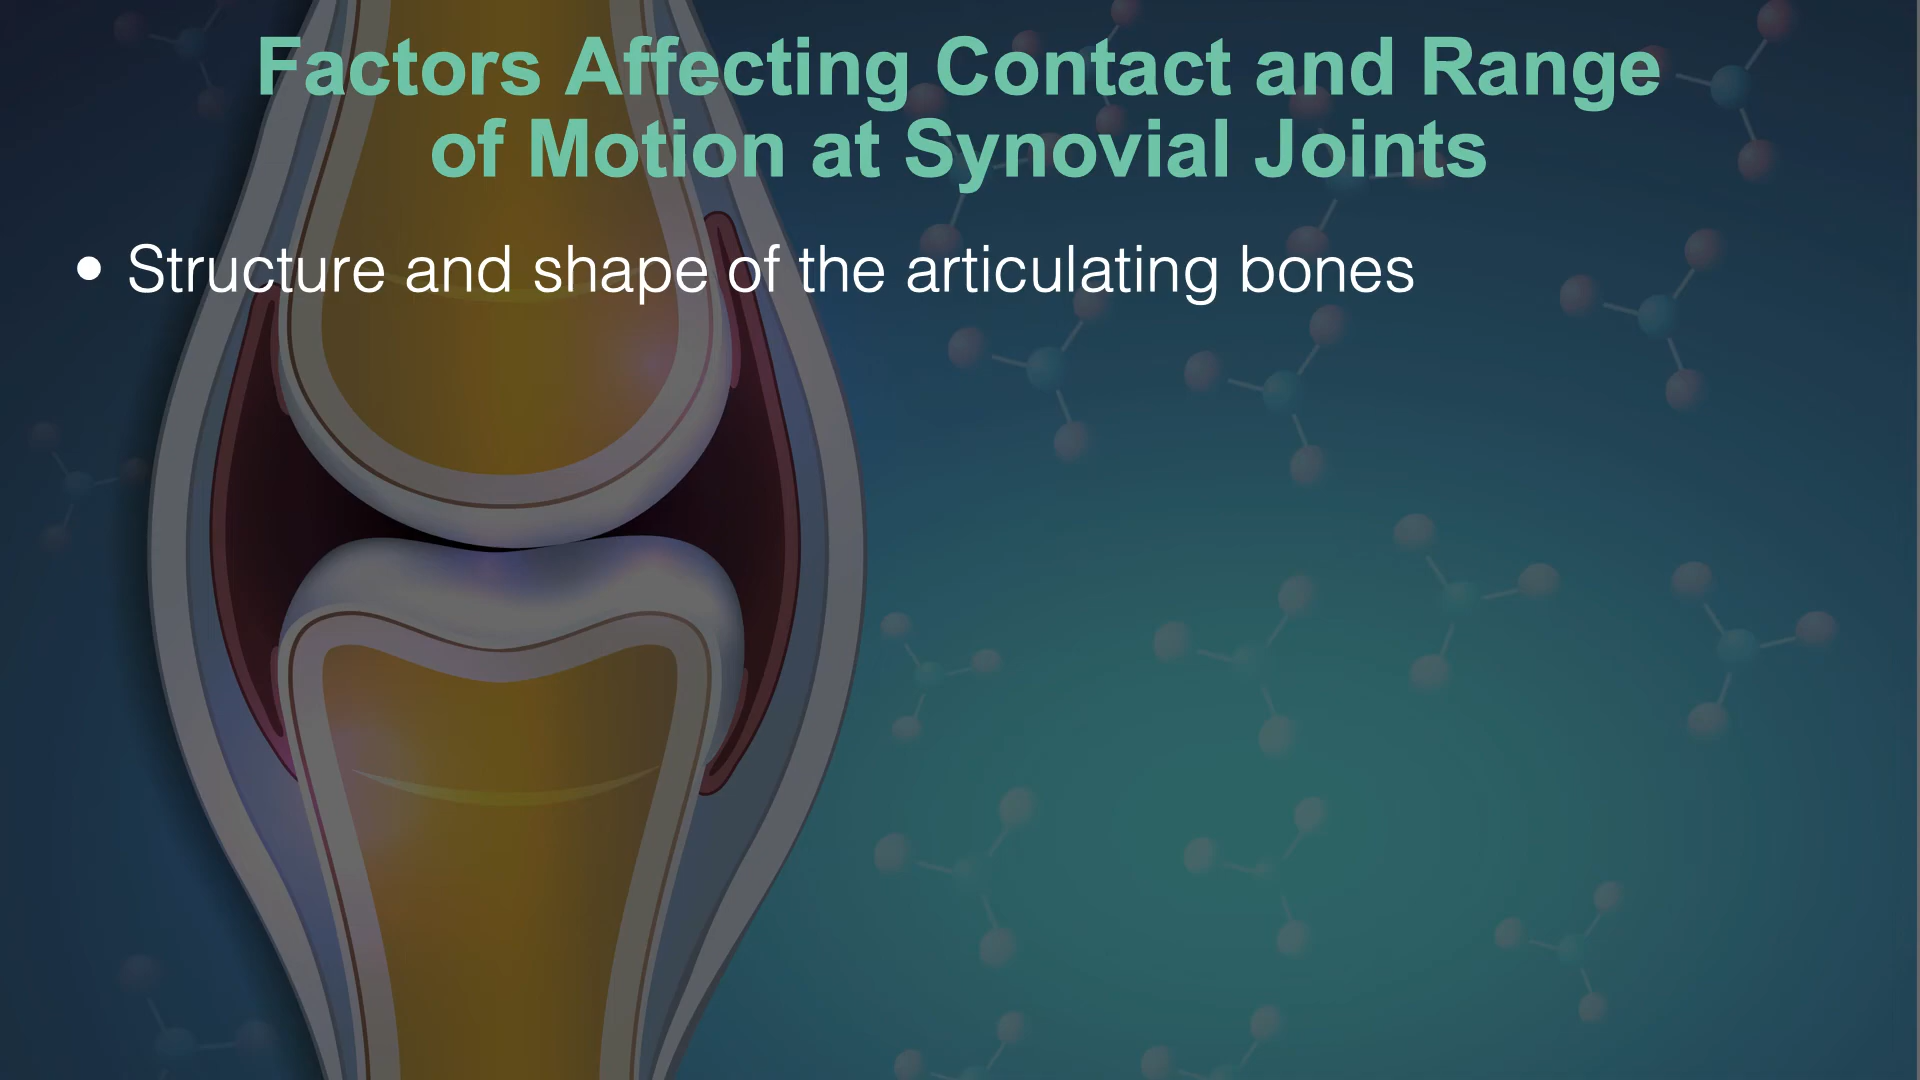 Factors Affecting Contact and Range
of Motion at Synovial Joints
• Structure and shape of the articulating bones